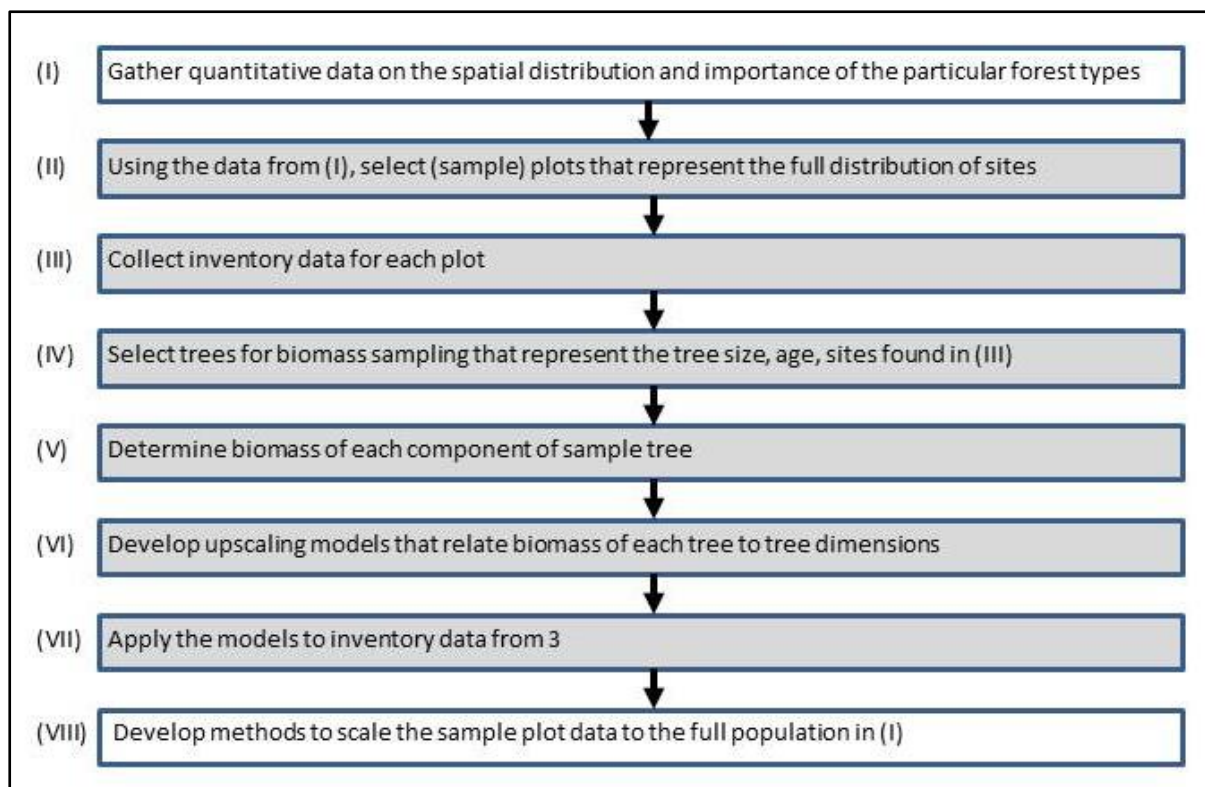 (I) Gather quantitative data on the spatial distribution and importance of the particular forest types
(II) Using the data from (I), select (sample) plots that represent the full distribution of sites
(III) Collect inventory data for each plot
(IV) Select trees for biomass sampling that represent the tree size, age, sites found in (III)
(V) Determine biomass of each component of sample tree
(VI) Develop upscaling models that relate biomass of each tree to tree dimensions
(VII) Apply the models to inventory data from 3
(VIII) Develop methods to scale the sample plot data to the full population in (I)